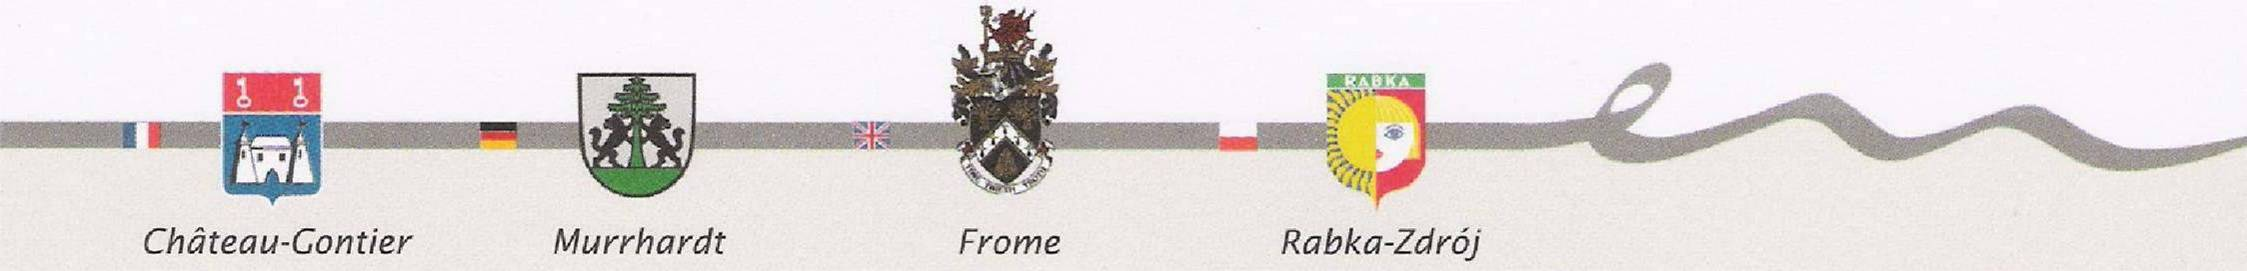 RABKA
Château-Gontier
Murrhardt
Frome
Rabka-Zdrój